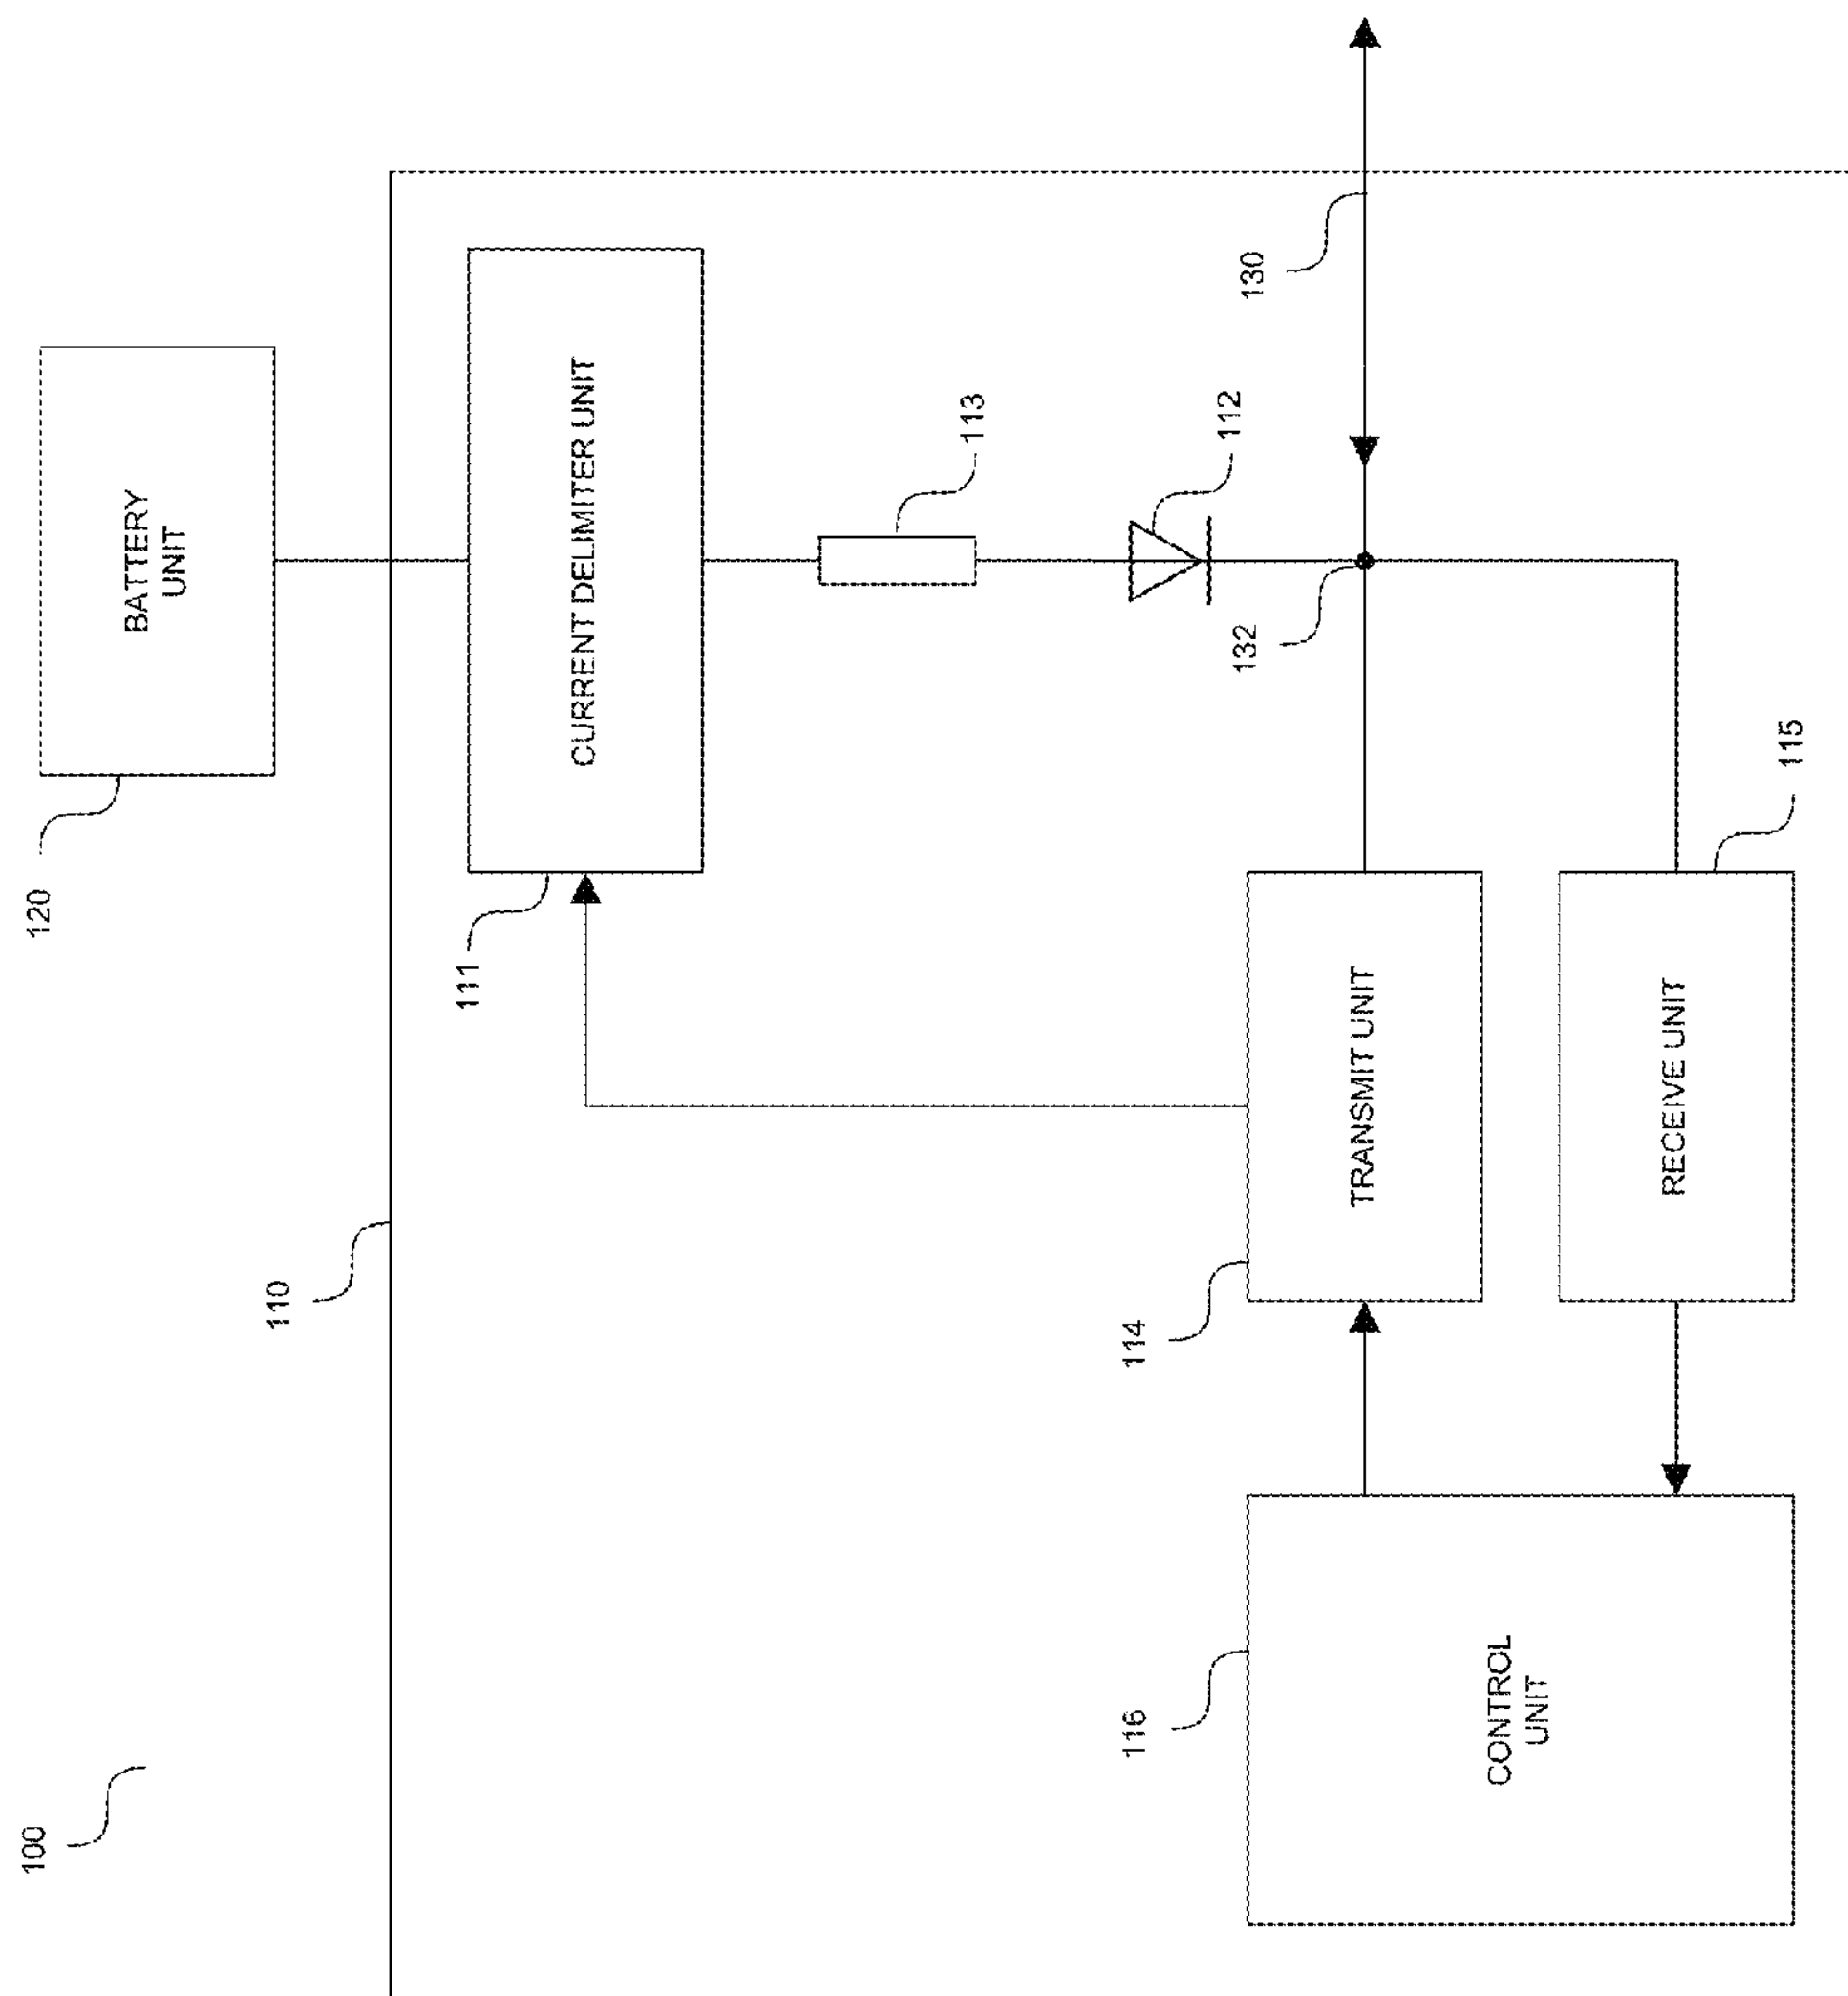 100
110
120
BATTERY
UNIT
111
CURRENT DELIMITER UNIT
113
112
130
132
114
TRANSMIT UNIT
115
RECEIVE UNIT
116
CONTROL
UNIT